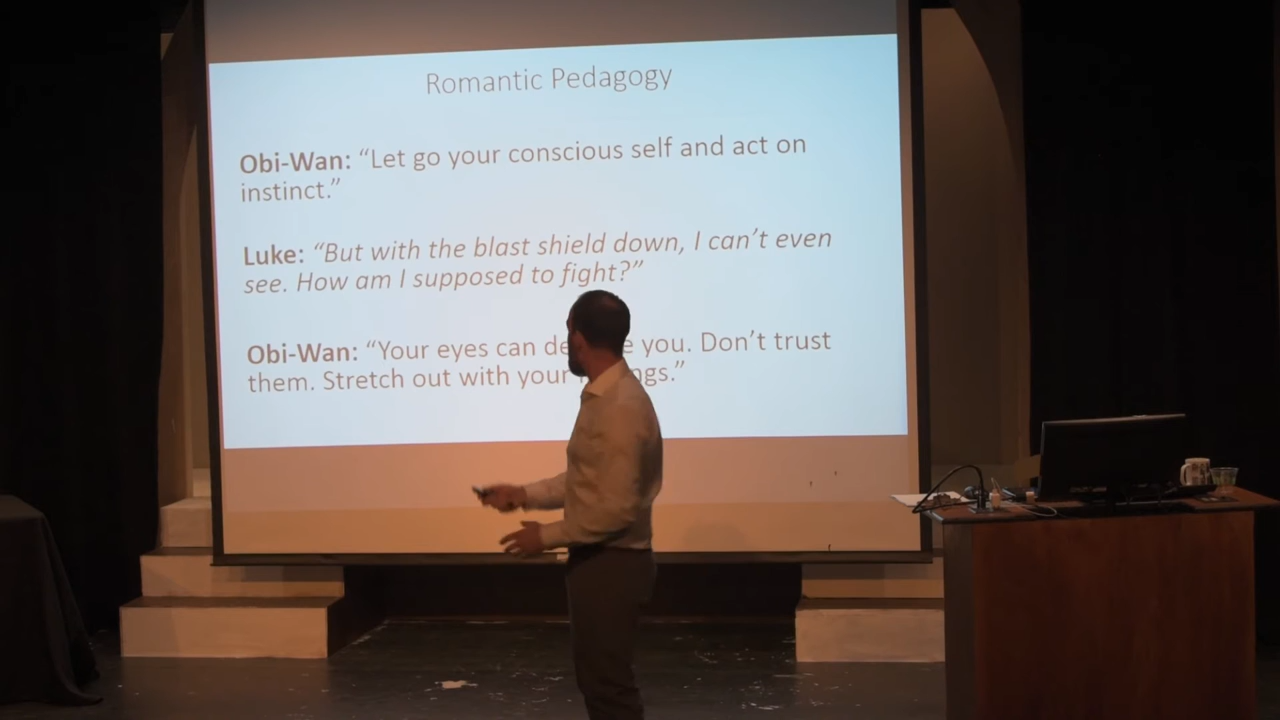 Romantic Pedagogy
Obi-Wan: “Let go your conscious self and act on
instinct.”
Luke: “But with the blast shield down, I can’t even
see. How am I supposed to fight?”
Obi-Wan: “Your eyes can you. Don’t trust
them. Stretch out with your